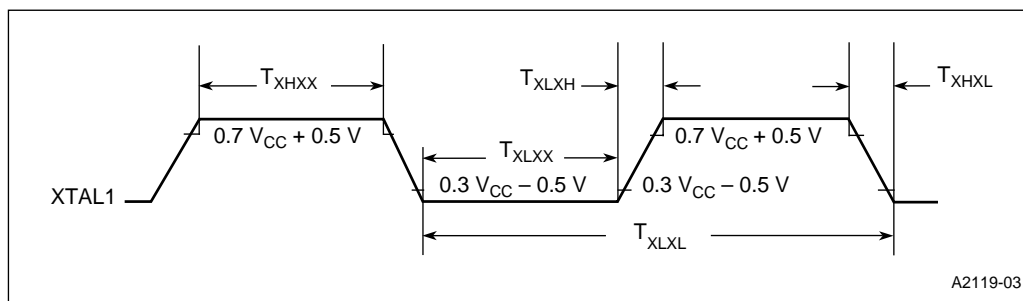 T_XHXX
T_XLXH
T_XHXL
0.7 V_CC + 0.5 V
0.7 V_CC + 0.5 V
T_XLXX
0.3 V_CC – 0.5 V
0.3 V_CC – 0.5 V
XTAL1
T_XLXL
A2119-03